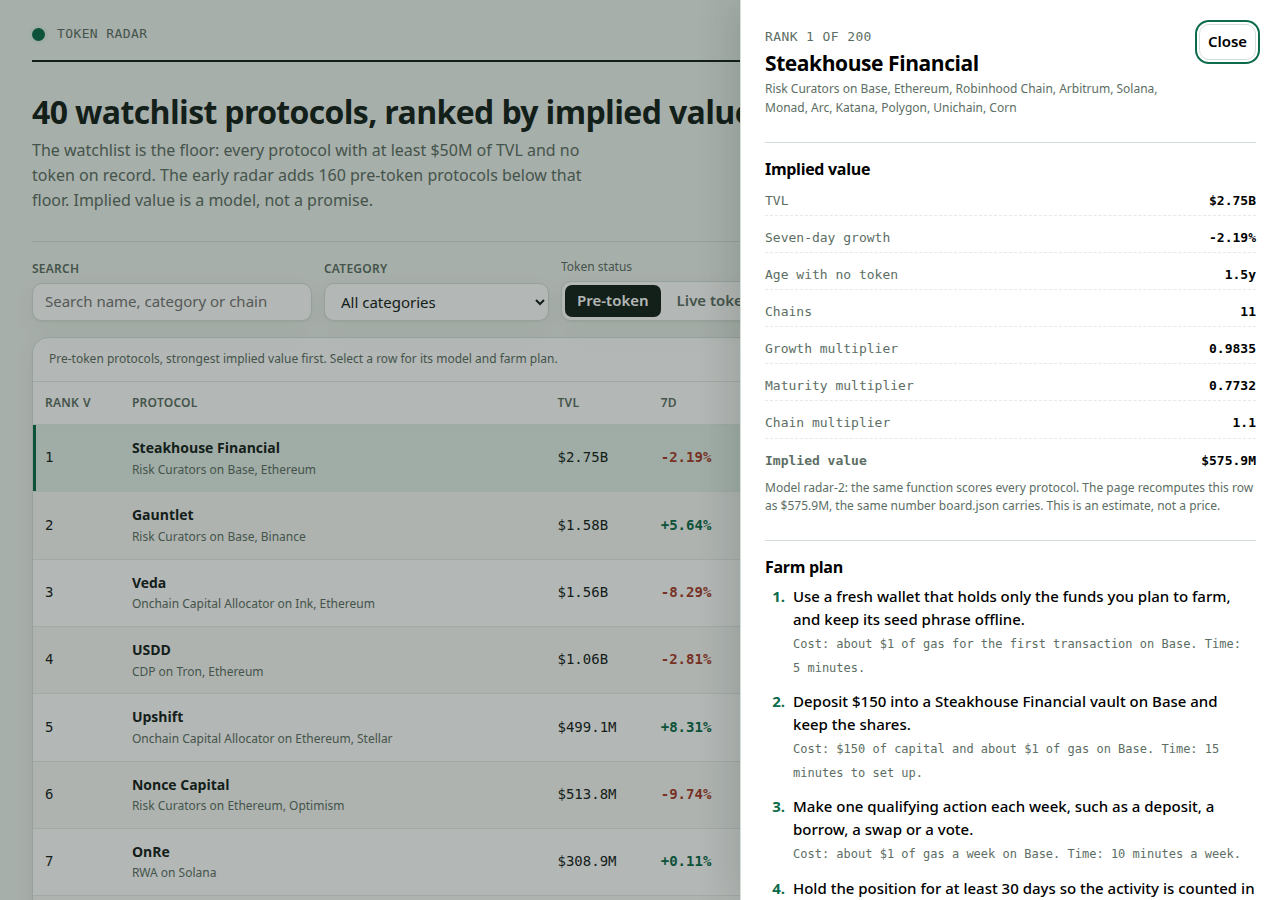 TOKEN RADAR
40 watchlist protocols, ranked by implied value
The watchlist is the floor: every protocol with at least $50M of TVL and no
token on record. The early radar adds 160 pre-token protocols below that
floor. Implied value is a model, not a promise.
SEARCH
CATEGORY
Token status
Search name, category or chain
All categories
Pre-token
Live toke
Pre-token protocols, strongest implied value first. Select a row for its model and farm plan.
RANK V PROTOCOL TVL 7D
1 Steakhouse Financial $2.75B -2.19%
Risk Curators on Base, Ethereum
2 Gauntlet $1.58B +5.64%
Risk Curators on Base, Binance
3 Veda $1.56B -8.29%
Onchain Capital Allocator on Ink, Ethereum
4 USDD $1.06B -2.81%
CDP on Tron, Ethereum
5 Upshift $499.1M +8.31%
Onchain Capital Allocator on Ethereum, Stellar
6 Nonce Capital $513.8M -9.74%
Risk Curators on Ethereum, Optimism
7 OnRe $308.9M +0.11%
RWA on Solana
RANK 1 OF 200
Close
Steakhouse Financial
Risk Curators on Base, Ethereum, Robinhood Chain, Arbitrum, Solana,
Monad, Arc, Katana, Polygon, Unichain, Corn
Implied value
TVL $2.75B
Seven-day growth -2.19%
Age with no token 1.5y
Chains 11
Growth multiplier 0.9835
Maturity multiplier 0.7732
Chain multiplier 1.1
Implied value $575.9M
Model radar-2: the same function scores every protocol. The page recomputes this row
as $575.9M, the same number board.json carries. This is an estimate, not a price.
Farm plan
1. Use a fresh wallet that holds only the funds you plan to farm,
and keep its seed phrase offline.
Cost: about $1 of gas for the first transaction on Base. Time:
5 minutes.
2. Deposit $150 into a Steakhouse Financial vault on Base and
keep the shares.
Cost: $150 of capital and about $1 of gas on Base. Time: 15
minutes to set up.
3. Make one qualifying action each week, such as a deposit, a
borrow, a swap or a vote.
Cost: about $1 of gas a week on Base. Time: 10 minutes a week.
4. Hold the position for at least 30 days so the activity is counted in